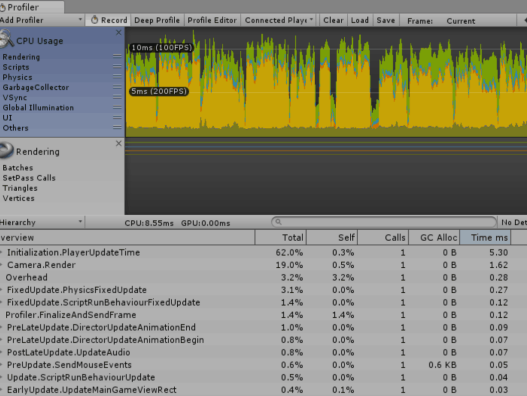 Profiler
Add Profiler Record Deep Profile Profile Editor Connected Playe Clear Load Save Frame: Current
CPU Usage
Rendering
Scripts
Physics
GarbageCollector
VSync
Global Illumination
UI
Others
10ms (100FPS)
5ms (200FPS)
Rendering
Batches
SetPass Calls
Triangles
Vertices
Hierarchy CPU:8.55ms GPU:0.00ms No Det
verview Total Self Calls GC Alloc Time ms
Initialization.PlayerUpdateTime 62.0% 0.3% 1 0 B 5.30
Camera.Render 19.0% 0.5% 1 0 B 1.62
Overhead 3.2% 3.2% 1 0 B 0.28
FixedUpdate.PhysicsFixedUpdate 3.1% 0.0% 1 0 B 0.27
FixedUpdate.ScriptRunBehaviourFixedUpdate 1.4% 0.0% 1 0 B 0.12
Profiler.FinalizeAndSendFrame 1.4% 1.4% 1 0 B 0.12
PreLateUpdate.DirectorUpdateAnimationEnd 1.0% 0.0% 1 0 B 0.09
PreLateUpdate.DirectorUpdateAnimationBegin 0.8% 0.0% 1 0 B 0.07
PostLateUpdate.UpdateAudio 0.8% 0.0% 1 0 B 0.07
PreUpdate.SendMouseEvents 0.6% 0.0% 1 0.6 KB 0.05
Update.ScriptRunBehaviourUpdate 0.5% 0.0% 1 0 B 0.04
EarlyUpdate.UpdateMainGameViewRect 0.4% 0.1% 1 0 B 0.03